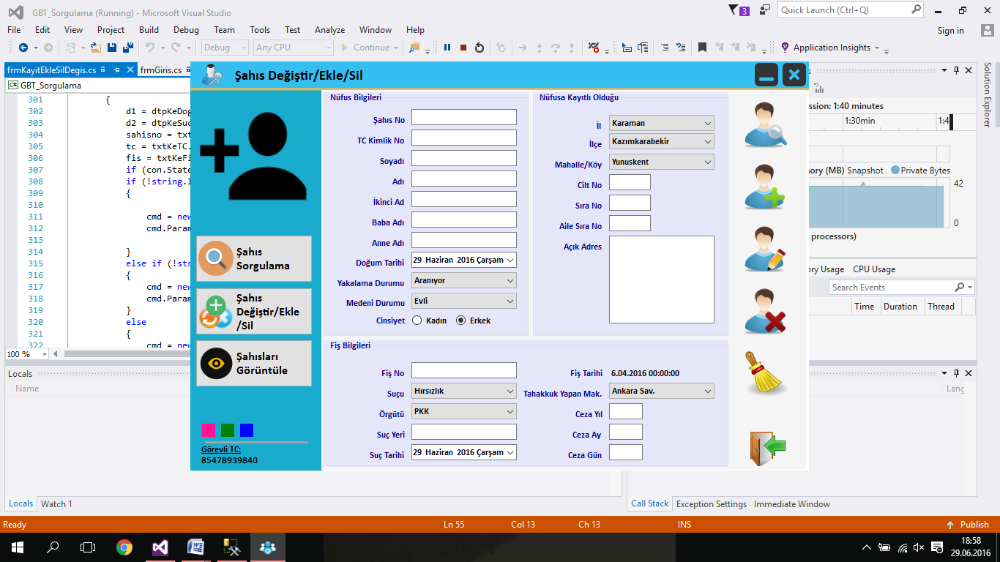 GBT_Sorgulama (Running) - Microsoft Visual Studio
3
Quick Launch (Ctrl+Q)
File Edit View Project Build Debug Team Tools Test Analyze Window Help
Sign in
Debug Any CPU Continue Application Insights
frmKayitEkleSilDegis.cs frmGiris.cs
C# GBT_Sorgulama
301 {
302 d1 = dtpKeDog
303 d2 = dtpKeSuc
304 sahisno = txt
305 tc = txtKeTC.
306 fis = txtKeFi
307 if (con.State
308 if (!string.I
309 {
310
311 cmd = new
312 cmd.Param
313
314 }
315 else if (!str
316 {
317 cmd = new
318 cmd.Param
319 }
320 else
321 {
322 cmd = new
100 %
Şahıs Değiştir/Ekle/Sil
Şahıs
Sorgulama
Şahıs
Değiştir/Ekle
/Sil
Şahısları
Görüntüle
Görevli TC:
85478939840
Nüfus Bilgileri
Şahıs No
TC Kimlik No
Soyadı
Adı
İkinci Ad
Baba Adı
Anne Adı
Doğum Tarihi 29 Haziran 2016 Çarşam
Yakalama Durumu Aranıyor
Medeni Durumu Evli
Cinsiyet Kadın Erkek
Nüfusa Kayıtlı Olduğu
İl Karaman
İlçe Kazımkarabekir
Mahalle/Köy Yunuskent
Cilt No
Sıra No
Aile Sıra No
Açık Adres
Fiş Bilgileri
Fiş No
Suçu Hırsızlık
Örgütü PKK
Suç Yeri
Suç Tarihi 29 Haziran 2016 Çarşam
Fiş Tarihi 6.04.2016 00:00:00
Tahakkuk Yapan Mak. Ankara Sav.
Ceza Yıl
Ceza Ay
Ceza Gün
Solution Explorer
ssion: 1:40 minutes
1:30min 1:4
ory (MB) Snapshot Private Bytes
42
0
processors)
ory Usage CPU Usage
Search Events
Time Duration Thread
Locals
Name
Lang
Locals Watch 1
Call Stack Exception Settings Immediate Window
Ready Ln 55 Col 13 Ch 13 INS Publish
18:58
29.06.2016